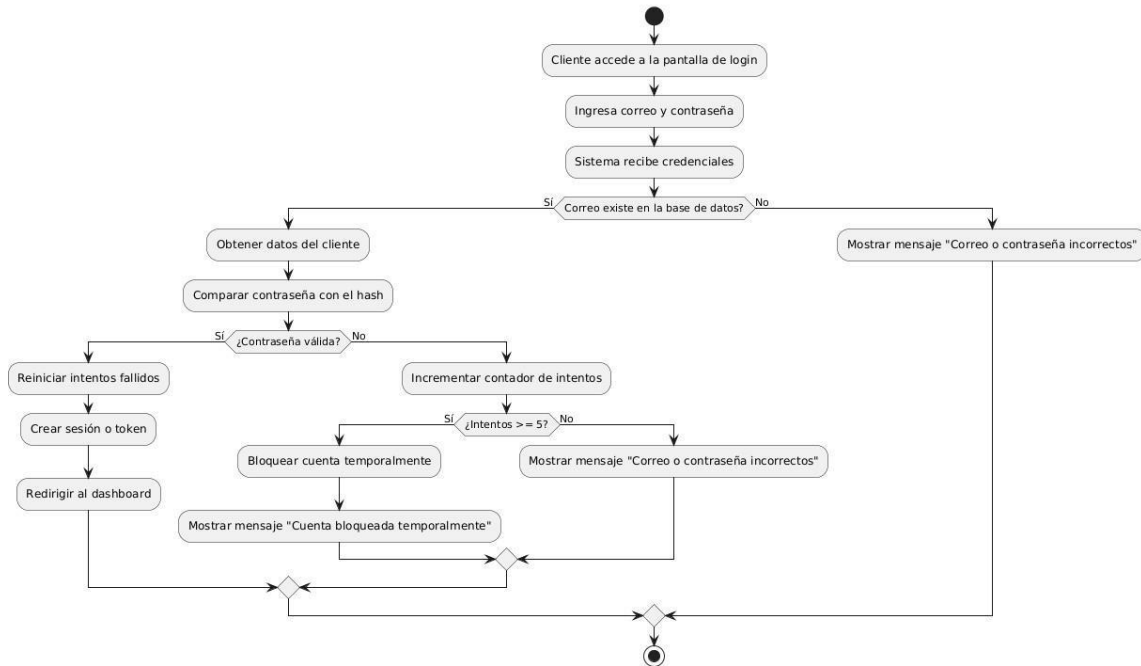 Cliente accede a la pantalla de login
Ingresa correo y contraseña
Sistema recibe credenciales
Sí
Correo existe en la base de datos?
No
Obtener datos del cliente
Mostrar mensaje "Correo o contraseña incorrectos"
Comparar contraseña con el hash
Sí
¿Contraseña válida?
No
Reiniciar intentos fallidos
Incrementar contador de intentos
Crear sesión o token
Sí
¿Intentos >= 5?
No
Bloquear cuenta temporalmente
Mostrar mensaje "Correo o contraseña incorrectos"
Redirigir al dashboard
Mostrar mensaje "Cuenta bloqueada temporalmente"